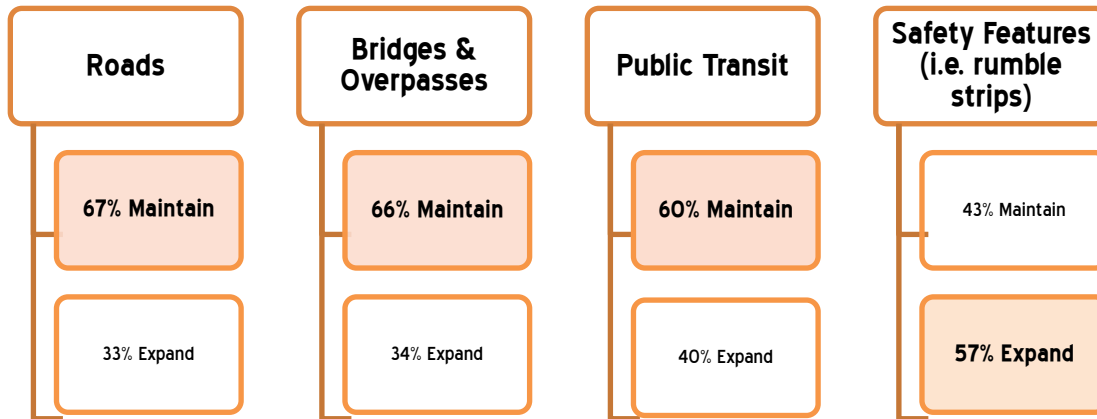 Roads
67% Maintain
33% Expand
Bridges &
Overpasses
66% Maintain
34% Expand
Public Transit
60% Maintain
40% Expand
Safety Features
(i.e. rumble
strips)
43% Maintain
57% Expand